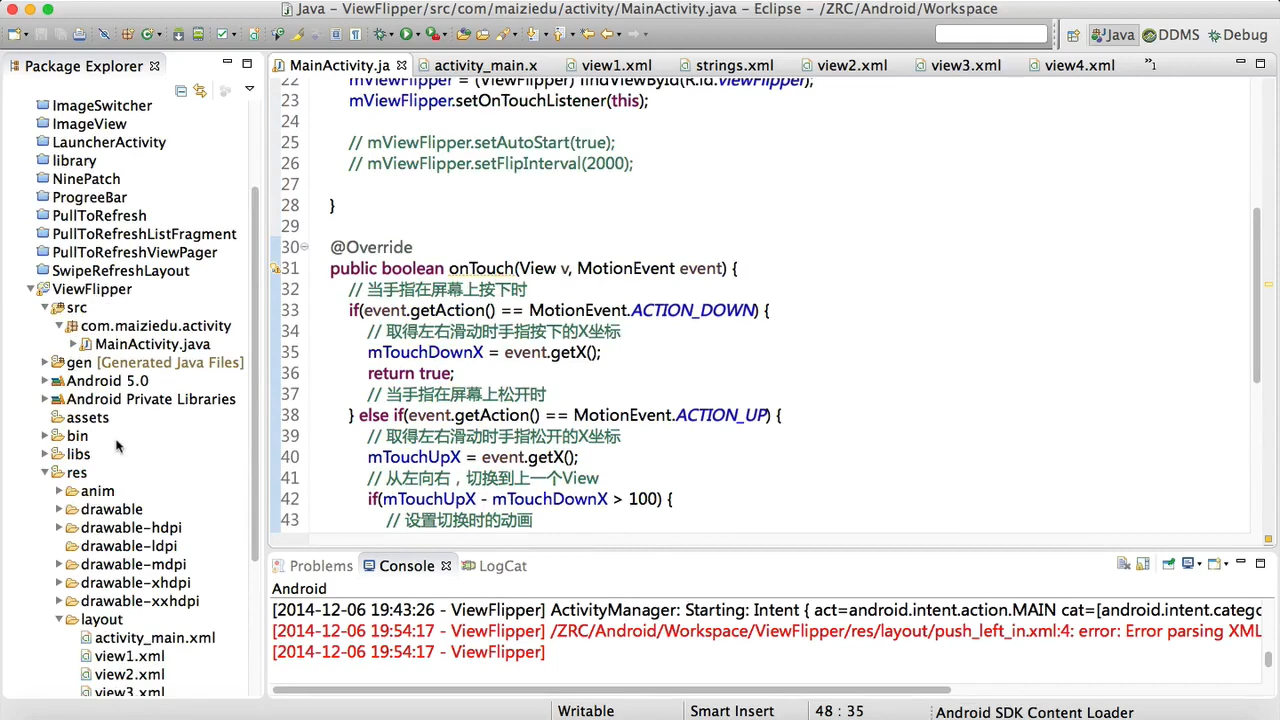 Java – ViewFlipper/src/com/maiziedu/activity/MainActivity.java – Eclipse – /ZRC/Android/Workspace
Java
DDMS
Debug
Package Explorer
ImageSwitcher
ImageView
LauncherActivity
library
NinePatch
ProgreeBar
PullToRefresh
PullToRefreshListFragment
PullToRefreshViewPager
SwipeRefreshLayout
ViewFlipper
src
com.maiziedu.activity
MainActivity.java
gen [Generated Java Files]
Android 5.0
Android Private Libraries
assets
bin
libs
res
anim
drawable
drawable-hdpi
drawable-ldpi
drawable-mdpi
drawable-xhdpi
drawable-xxhdpi
layout
activity_main.xml
view1.xml
view2.xml
view3.xml
MainActivity.ja
activity_main.x
view1.xml
strings.xml
view2.xml
view3.xml
view4.xml
»1
22 mViewFlipper = (ViewFlipper) findViewById(R.id.viewFlipper);
23 mViewFlipper.setOnTouchListener(this);
24
25 // mViewFlipper.setAutoStart(true);
26 // mViewFlipper.setFlipInterval(2000);
27
28 }
29
30 @Override
31 public boolean onTouch(View v, MotionEvent event) {
32 // 当手指在屏幕上按下时
33 if(event.getAction() == MotionEvent.ACTION_DOWN) {
34 // 取得左右滑动时手指按下的X坐标
35 mTouchDownX = event.getX();
36 return true;
37 // 当手指在屏幕上松开时
38 } else if(event.getAction() == MotionEvent.ACTION_UP) {
39 // 取得左右滑动时手指松开的X坐标
40 mTouchUpX = event.getX();
41 // 从左向右，切换到上一个View
42 if(mTouchUpX - mTouchDownX > 100) {
43 // 设置切换时的动画
Problems
Console
LogCat
Android
[2014-12-06 19:43:26 - ViewFlipper] ActivityManager: Starting: Intent { act=android.intent.action.MAIN cat=[android.intent.catego
[2014-12-06 19:54:17 - ViewFlipper] /ZRC/Android/Workspace/ViewFlipper/res/layout/push_left_in.xml:4: error: Error parsing XML
[2014-12-06 19:54:17 - ViewFlipper]
Writable
Smart Insert
48 : 35
Android SDK Content Loader